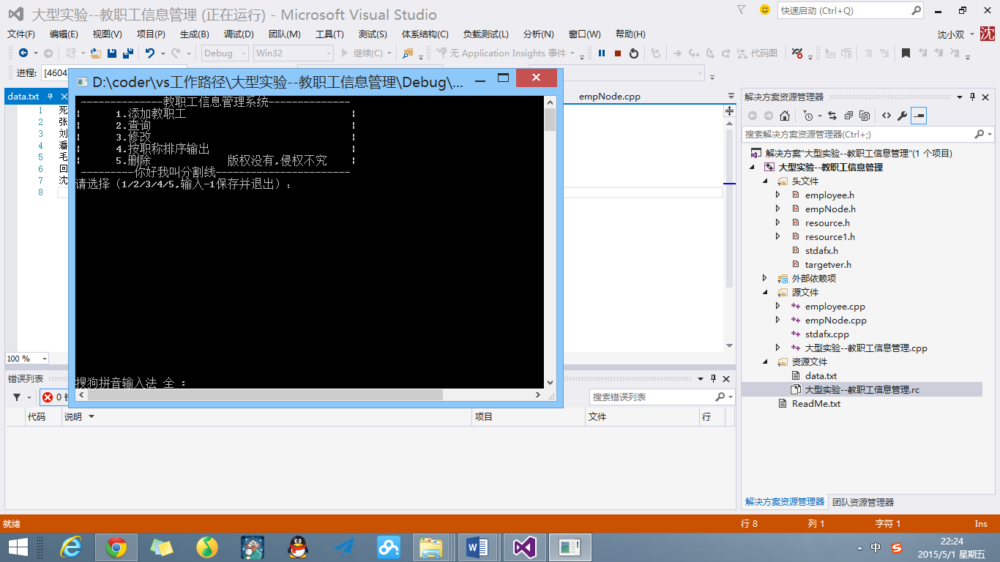 大型实验--教职工信息管理 (正在运行) - Microsoft Visual Studio
快速启动 (Ctrl+Q)
文件(F) 编辑(E) 视图(V) 项目(P) 生成(B) 调试(D) 团队(M) 工具(T) 测试(S) 体系结构(C) 负载测试(L) 分析(N) 窗口(W) 帮助(H)
沈小双 沈
Debug Win32 继续(C) 无 Application Insights 事件 代码图
进程: [4604]
D:\coder\vs工作路径\大型实验--教职工信息管理\Debug\...
data.txt
empNode.cpp
1 死
2 张
3 刘
4 潘
5 毛
6 回
7 沈
8
--------------教职工信息管理系统--------------
¦ 1.添加教职工 ¦
¦ 2.查询 ¦
¦ 3.修改 ¦
¦ 4.按职称排序输出 ¦
¦ 5.删除 版权没有,侵权不究 ¦
---------你好我叫分割线-----------------------
请选择（1/2/3/4/5,输入-1保存并退出）：
搜狗拼音输入法 全 :
100 %
错误列表
0
搜索错误列表
代码 说明 项目 文件 行
解决方案资源管理器
搜索解决方案资源管理器(Ctrl+;)
解决方案"大型实验--教职工信息管理"(1 个项目)
大型实验--教职工信息管理
头文件
employee.h
empNode.h
resource.h
resource1.h
stdafx.h
targetver.h
外部依赖项
源文件
employee.cpp
empNode.cpp
stdafx.cpp
大型实验--教职工信息管理.cpp
资源文件
data.txt
大型实验--教职工信息管理.rc
ReadMe.txt
解决方案资源管理器 团队资源管理器
就绪 行 8 列 1 字符 1 Ins
中
22:24
2015/5/1 星期五